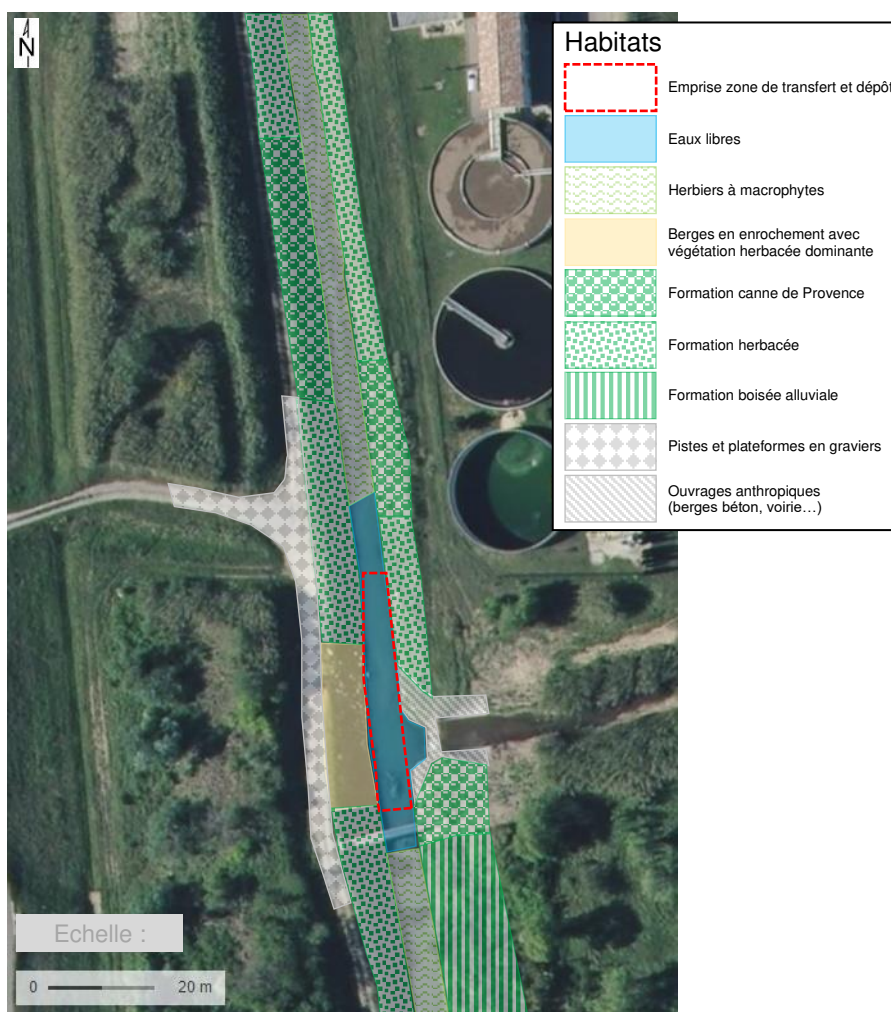 N
Habitats
Emprise zone de transfert et dépôt
Eaux libres
Herbiers à macrophytes
Berges en enrochement avec
végétation herbacée dominante
Formation canne de Provence
Formation herbacée
Formation boisée alluviale
Pistes et plateformes en graviers
Ouvrages anthropiques
(berges béton, voirie…)
Echelle :
0 20 m